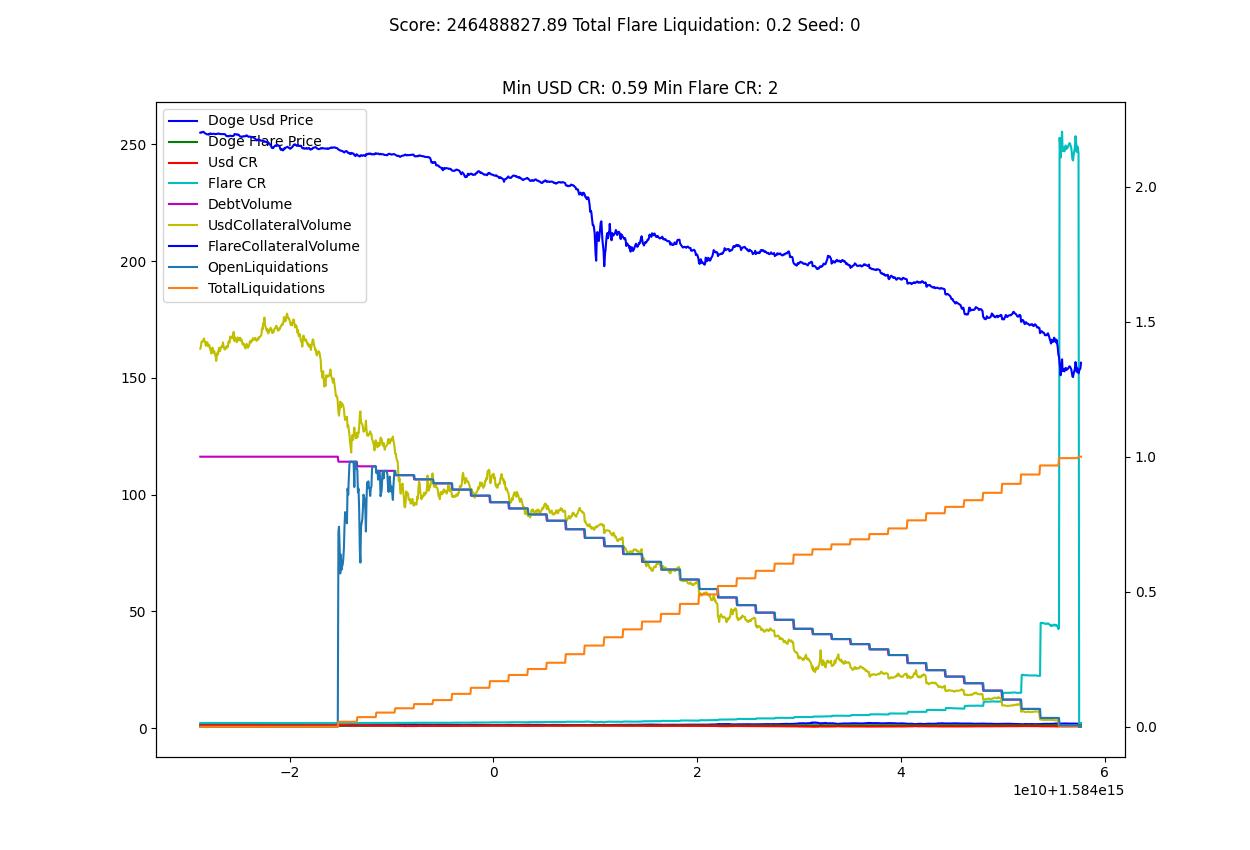 Score: 246488827.89 Total Flare Liquidation: 0.2 Seed: 0
Min USD CR: 0.59 Min Flare CR: 2
Doge Usd Price
Doge Flare Price
Usd CR
Flare CR
DebtVolume
UsdCollateralVolume
FlareCollateralVolume
OpenLiquidations
TotalLiquidations
250
200
150
100
50
0
2.0
1.5
1.0
0.5
0.0
−2
0
2
4
6
1e10+1.584e15